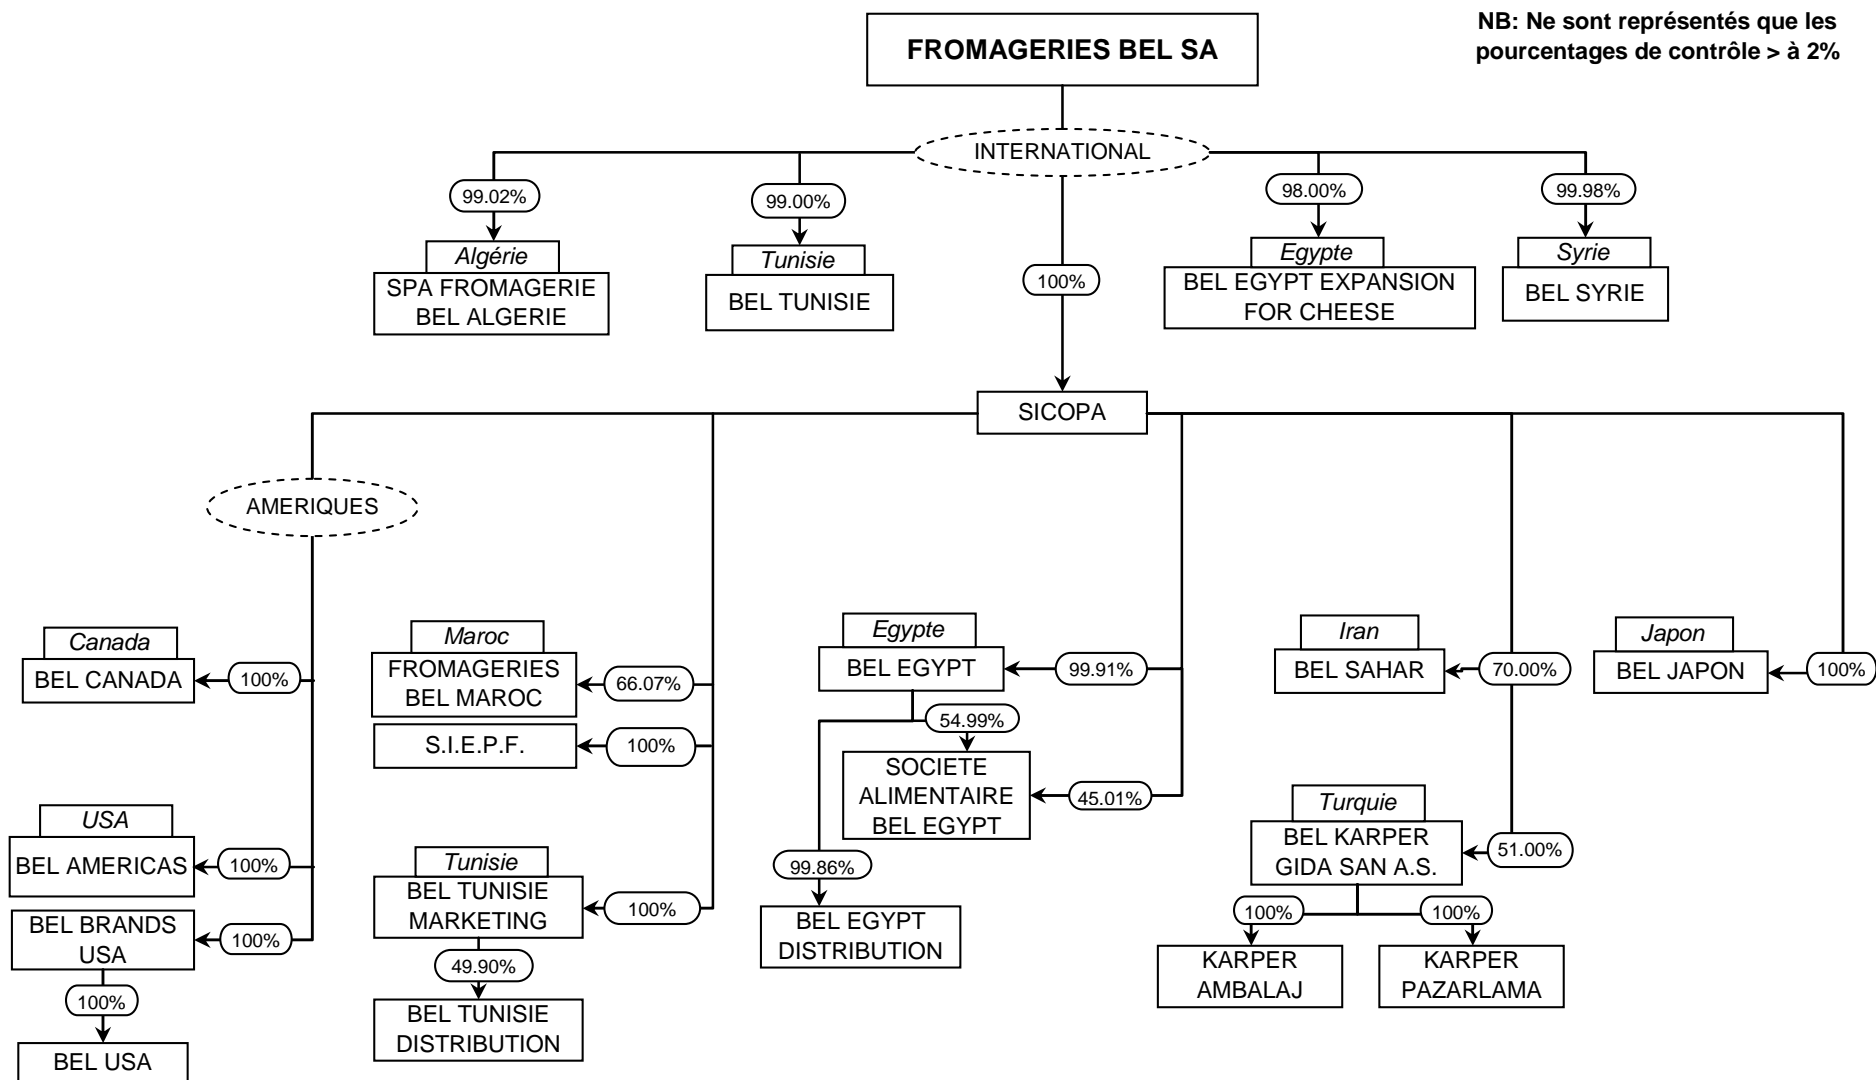 FROMAGERIES BEL SA
NB: Ne sont représentés que les
pourcentages de contrôle > à 2%
INTERNATIONAL
99.02%
99.00%
98.00%
99.98%
Algérie
SPA FROMAGERIE
BEL ALGERIE
Tunisie
BEL TUNISIE
100%
Egypte
BEL EGYPT EXPANSION
FOR CHEESE
Syrie
BEL SYRIE
SICOPA
AMERIQUES
Canada
BEL CANADA
100%
Maroc
FROMAGERIES
BEL MAROC
66.07%
S.I.E.P.F.
100%
Egypte
BEL EGYPT
99.91%
54.99%
SOCIETE
ALIMENTAIRE
BEL EGYPT
45.01%
99.86%
BEL EGYPT
DISTRIBUTION
Iran
BEL SAHAR
70.00%
Japon
BEL JAPON
100%
USA
BEL AMERICAS
100%
BEL BRANDS
USA
100%
100%
BEL USA
Tunisie
BEL TUNISIE
MARKETING
100%
49.90%
BEL TUNISIE
DISTRIBUTION
Turquie
BEL KARPER
GIDA SAN A.S.
51.00%
100%
100%
KARPER
AMBALAJ
KARPER
PAZARLAMA